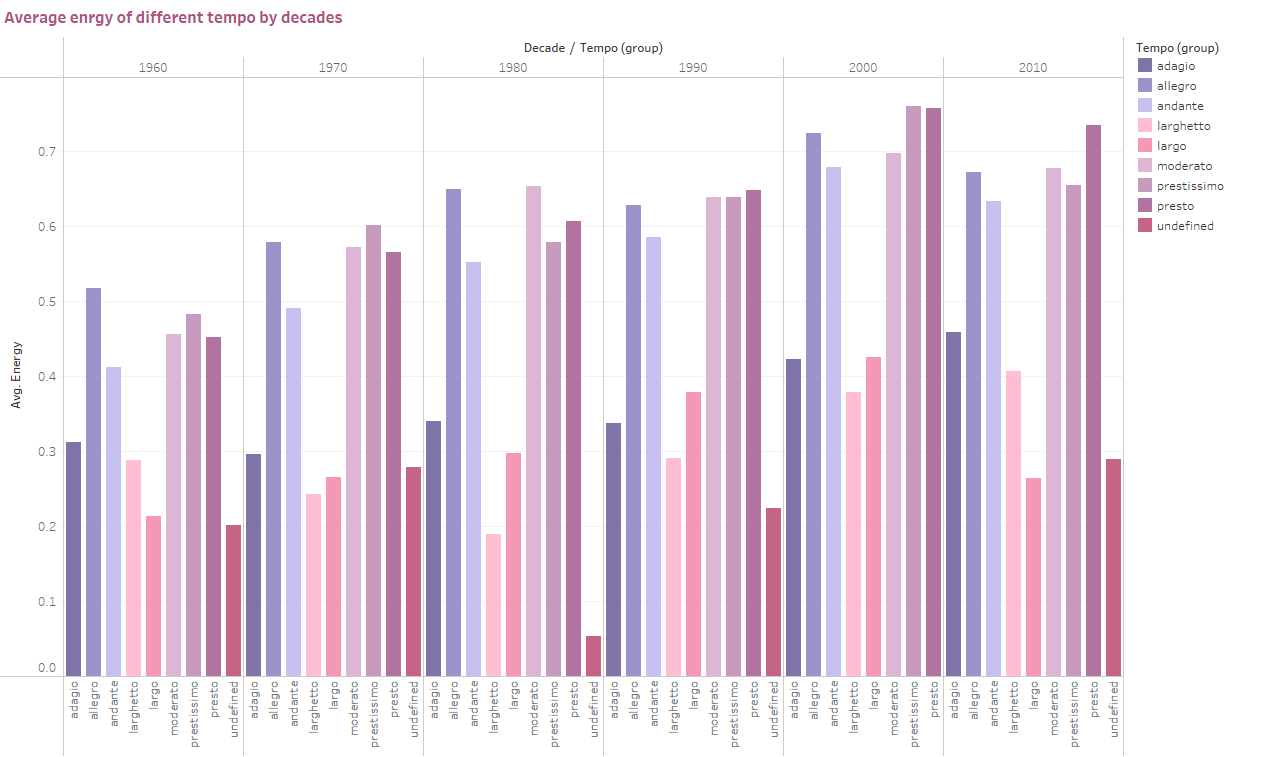 Average enrgy of different tempo by decades
Decade / Tempo (group)
1960 1970 1980 1990 2000 2010
Avg. Energy
0.7
0.6
0.5
0.4
0.3
0.2
0.1
0.0
adagio allegro andante larghetto largo moderato prestissimo presto undefined adagio allegro andante larghetto largo moderato prestissimo presto undefined adagio allegro andante larghetto largo moderato prestissimo presto undefined adagio allegro andante larghetto largo moderato prestissimo presto undefined adagio allegro andante larghetto largo moderato prestissimo presto adagio allegro andante larghetto largo moderato prestissimo presto undefined
Tempo (group)
adagio
allegro
andante
larghetto
largo
moderato
prestissimo
presto
undefined